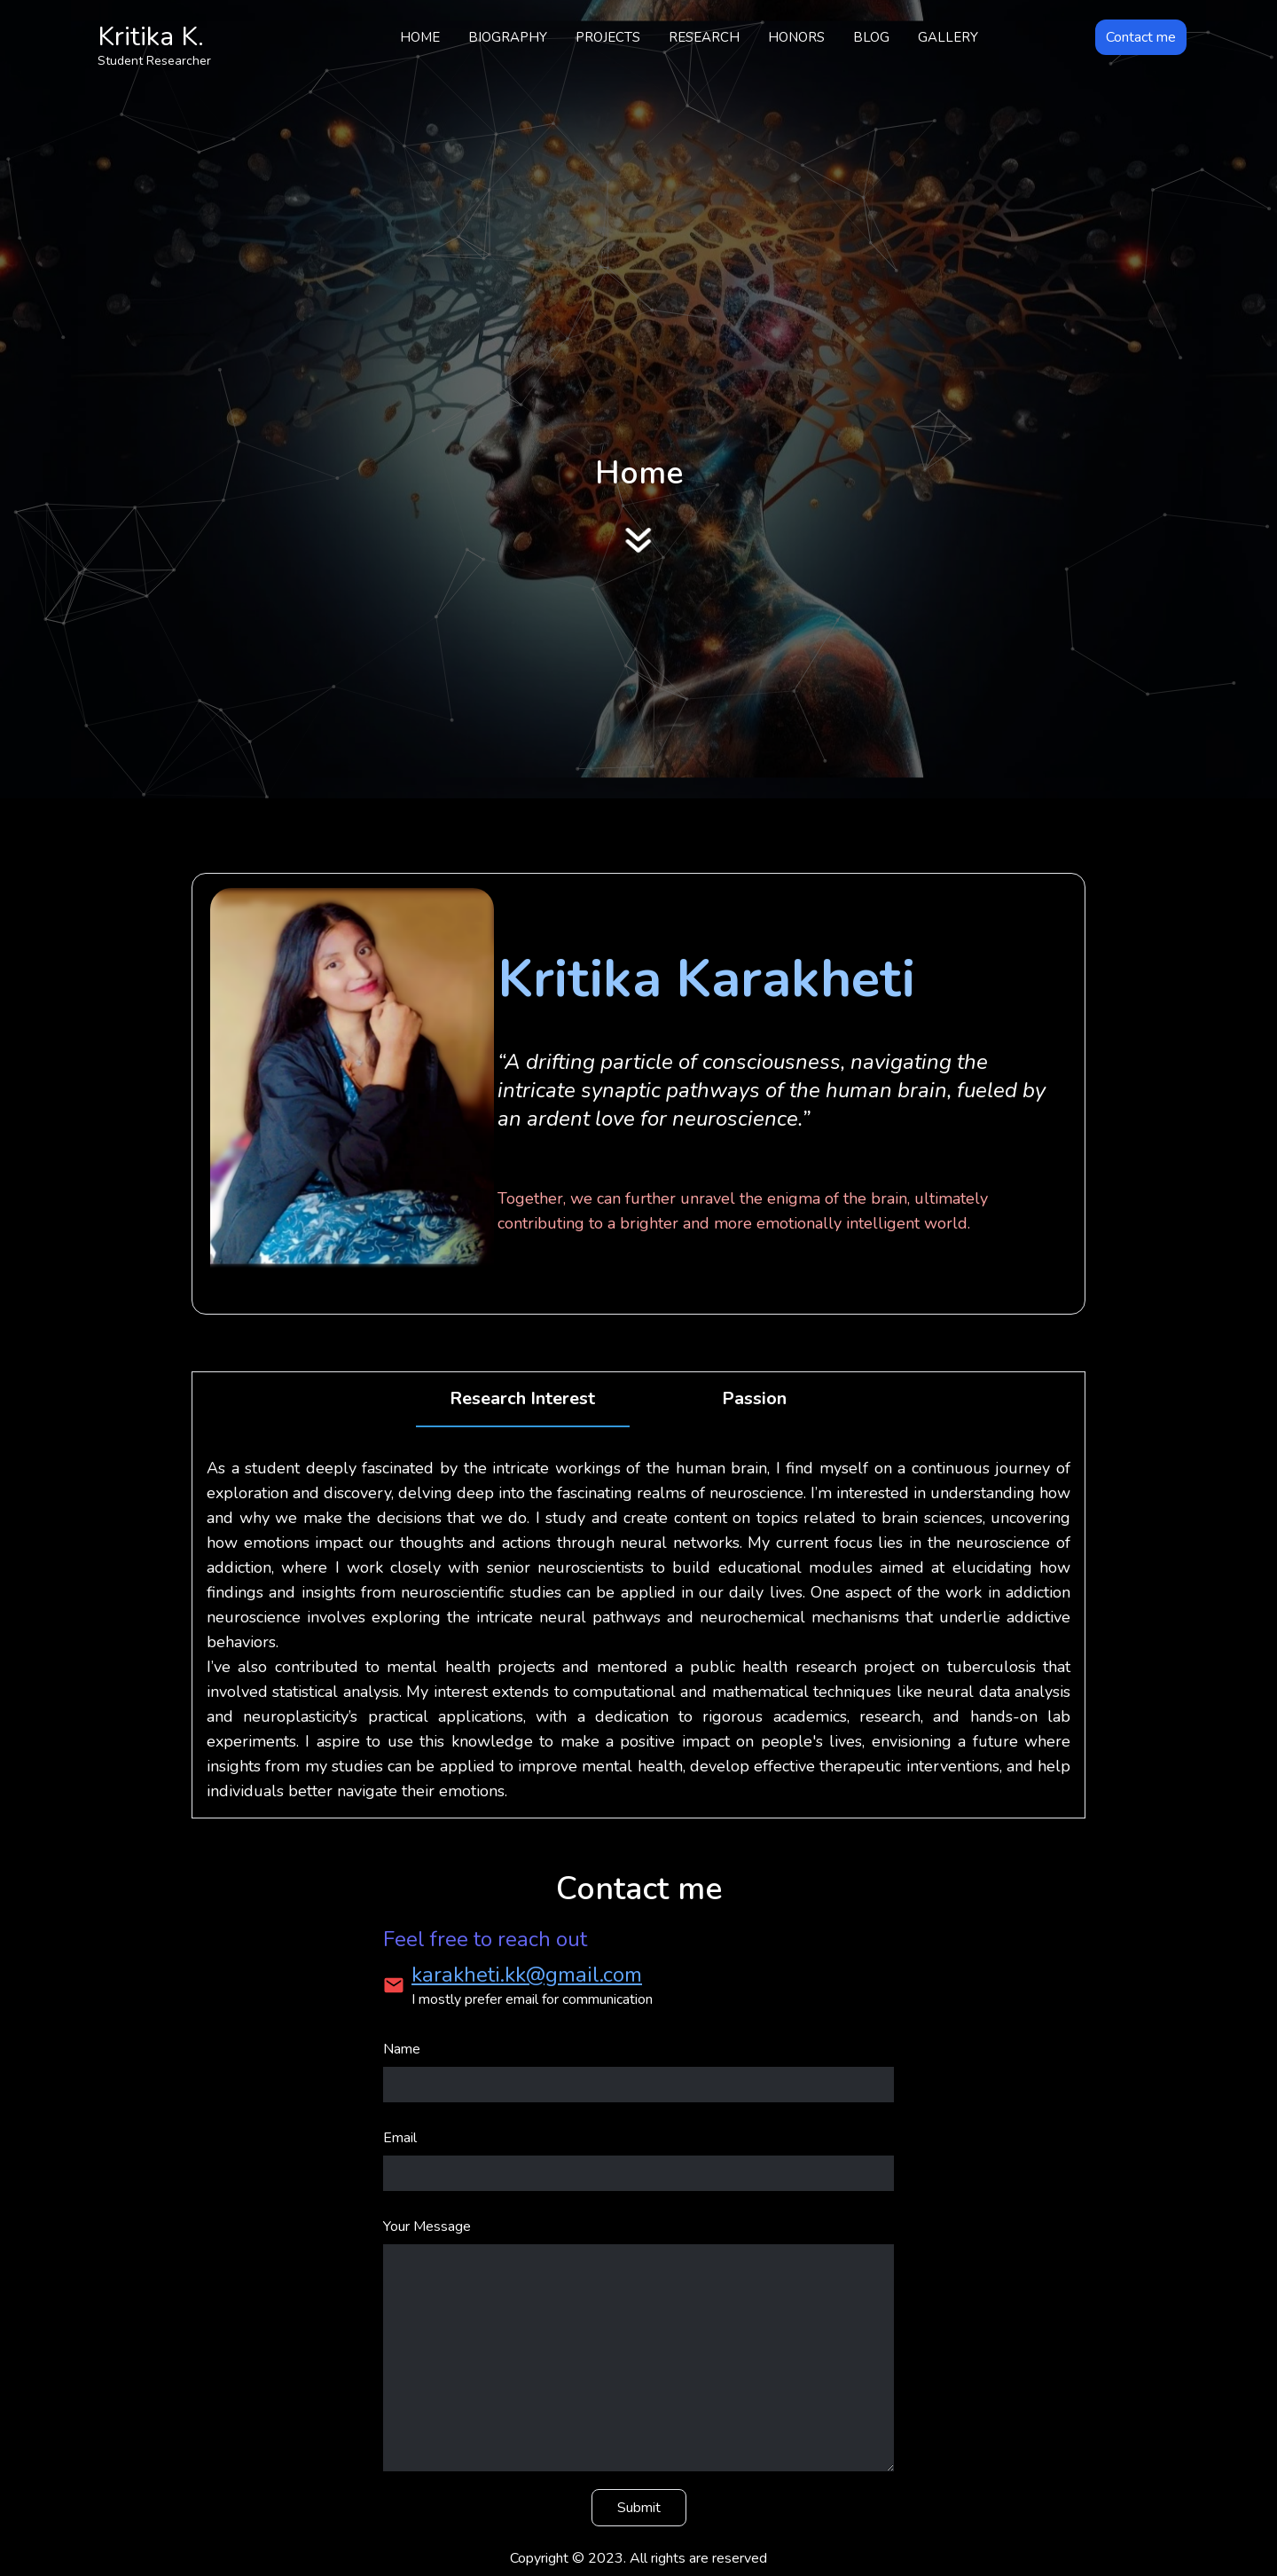 Kritika K.
Student Researcher
HOME BIOGRAPHY PROJECTS RESEARCH HONORS BLOG GALLERY
Contact me
Home
Kritika Karakheti
“A drifting particle of consciousness, navigating the
intricate synaptic pathways of the human brain, fueled by
an ardent love for neuroscience.”
Together, we can further unravel the enigma of the brain, ultimately
contributing to a brighter and more emotionally intelligent world.
Research Interest Passion
As a student deeply fascinated by the intricate workings of the human brain, I find myself on a continuous journey of
exploration and discovery, delving deep into the fascinating realms of neuroscience. I’m interested in understanding how
and why we make the decisions that we do. I study and create content on topics related to brain sciences, uncovering
how emotions impact our thoughts and actions through neural networks. My current focus lies in the neuroscience of
addiction, where I work closely with senior neuroscientists to build educational modules aimed at elucidating how
findings and insights from neuroscientific studies can be applied in our daily lives. One aspect of the work in addiction
neuroscience involves exploring the intricate neural pathways and neurochemical mechanisms that underlie addictive
behaviors.
I’ve also contributed to mental health projects and mentored a public health research project on tuberculosis that
involved statistical analysis. My interest extends to computational and mathematical techniques like neural data analysis
and neuroplasticity’s practical applications, with a dedication to rigorous academics, research, and hands-on lab
experiments. I aspire to use this knowledge to make a positive impact on people's lives, envisioning a future where
insights from my studies can be applied to improve mental health, develop effective therapeutic interventions, and help
individuals better navigate their emotions.
Contact me
Feel free to reach out
karakheti.kk@gmail.com
I mostly prefer email for communication
Name
Email
Your Message
Submit
Copyright © 2023. All rights are reserved